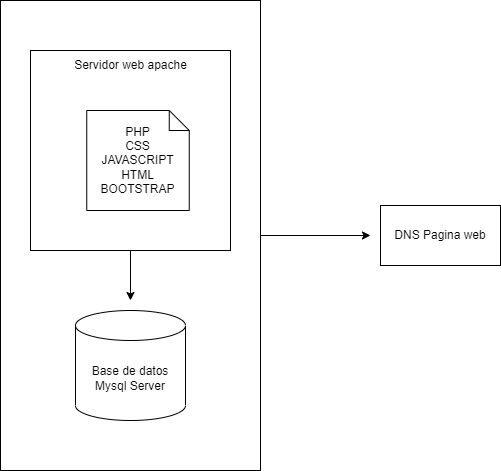 Servidor web apache
PHP
CSS
JAVASCRIPT
HTML
BOOTSTRAP
DNS Pagina web
Base de datos
Mysql Server